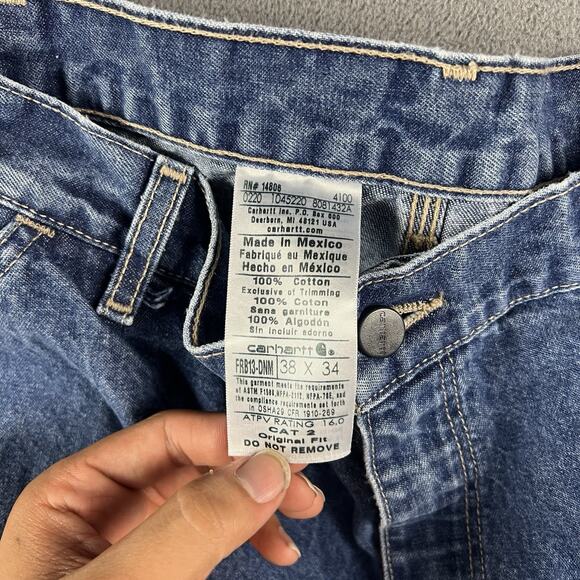 RN# 14806 4100
0220 1045220 8081432A
Carhartt Inc. P.O. Box 600
Dearborn, MI 48121 USA
carhartt.com
Made in Mexico
Fabriqué eu Mexique
Hecho en México
100% Cotton
Exclusive of Trimming
100% Coton
Sans garniture
100% Algodón
Sin incluir adorno
carhartt
FRB13-DNM 38 X 34
This garment meets the requirements
of ASTM F1506, NFPA-2112, NFPA-70E, and
the compliance requirements set forth
in OSHA29 CFR 1910-269
ATPV RATING 16.0
CAT 2
Original Fit
DO NOT REMOVE
carhartt